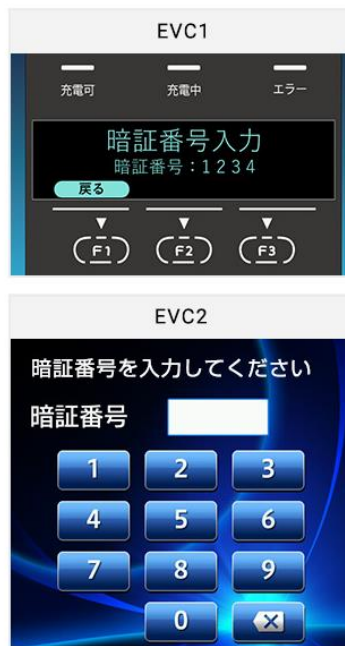 EVC1
充電可 充電中 エラー
暗証番号入力
暗証番号：1234
戻る
F1 F2 F3
EVC2
暗証番号を入力してください
暗証番号
1 2 3
4 5 6
7 8 9
0